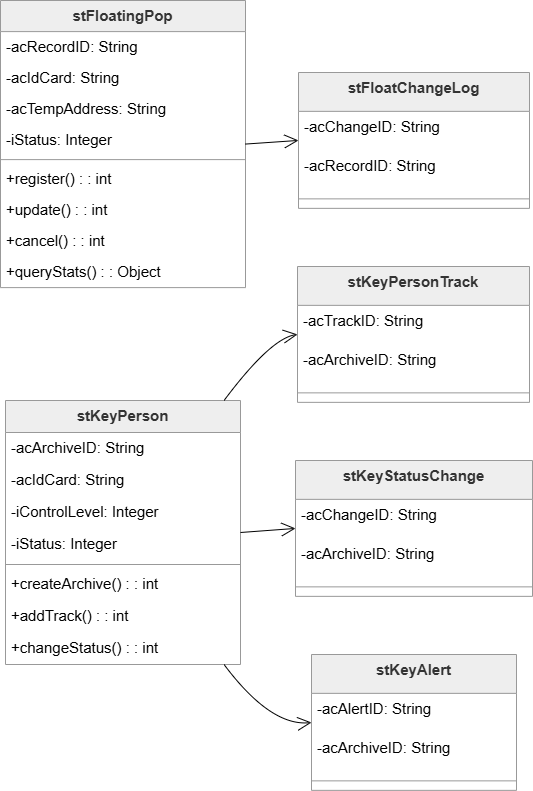 stFloatingPop
-acRecordID: String
-acIdCard: String
-acTempAddress: String
-iStatus: Integer
+register() : : int
+update() : : int
+cancel() : : int
+queryStats() : : Object
stFloatChangeLog
-acChangeID: String
-acRecordID: String
stKeyPersonTrack
-acTrackID: String
-acArchiveID: String
stKeyPerson
-acArchiveID: String
-acIdCard: String
-iControlLevel: Integer
-iStatus: Integer
+createArchive() : : int
+addTrack() : : int
+changeStatus() : : int
stKeyStatusChange
-acChangeID: String
-acArchiveID: String
stKeyAlert
-acAlertID: String
-acArchiveID: String